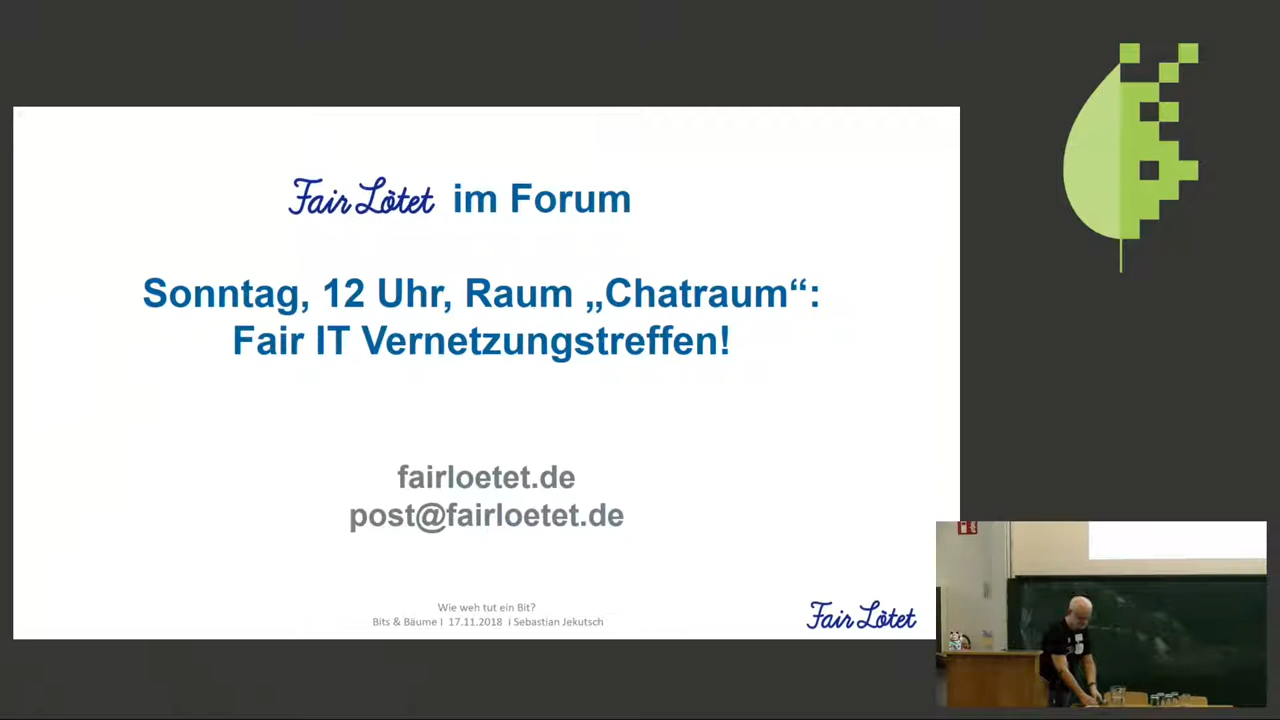 Fair Lötet im Forum
Sonntag, 12 Uhr, Raum „Chatraum“:
Fair IT Vernetzungstreffen!
fairloetet.de
post@fairloetet.de
Wie weh tut ein Bit?
Bits & Bäume I 17.11.2018 I Sebastian Jekutsch
Fair Lötet